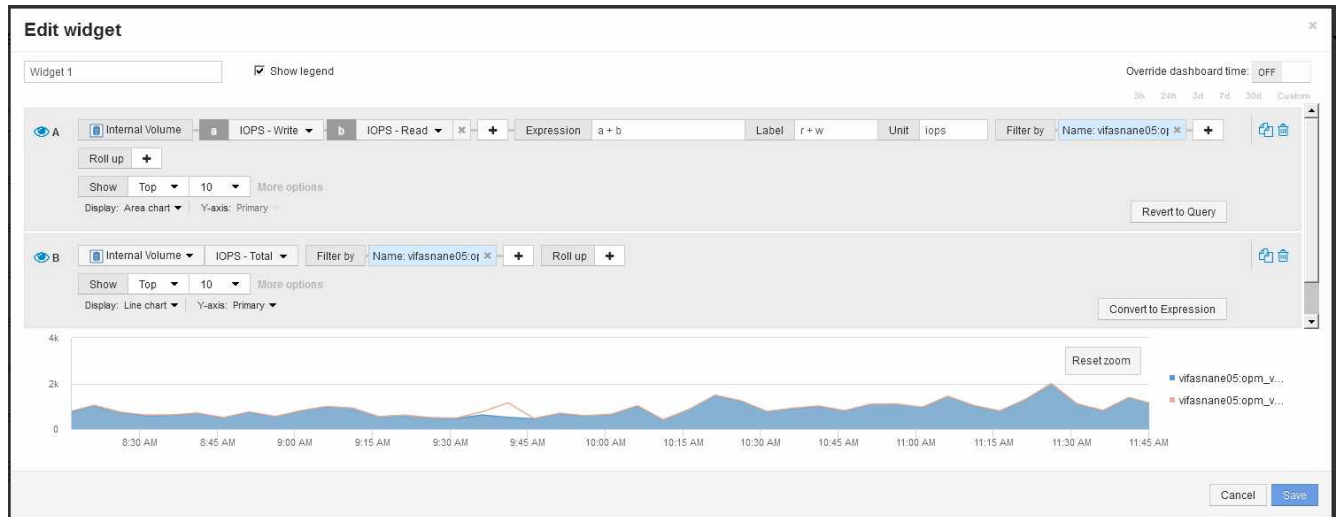 Edit widget ×
Widget 1 Show legend Override dashboard time: OFF
3h 24h 3d 7d 30d Custom
A Internal Volume a IOPS - Write b IOPS - Read × + Expression a + b Label r + w Unit iops Filter by Name: vifasnane05:op × +
Roll up +
Show Top 10 More options
Display: Area chart Y-axis: Primary
Revert to Query
B Internal Volume IOPS - Total Filter by Name: vifasnane05:op × + Roll up +
Show Top 10 More options
Display: Line chart Y-axis: Primary
Convert to Expression
4k
2k
0
Reset zoom
vifasnane05:opm_v...
vifasnane05:opm_v...
8:30 AM 8:45 AM 9:00 AM 9:15 AM 9:30 AM 9:45 AM 10:00 AM 10:15 AM 10:30 AM 10:45 AM 11:00 AM 11:15 AM 11:30 AM 11:45 AM
Cancel Save